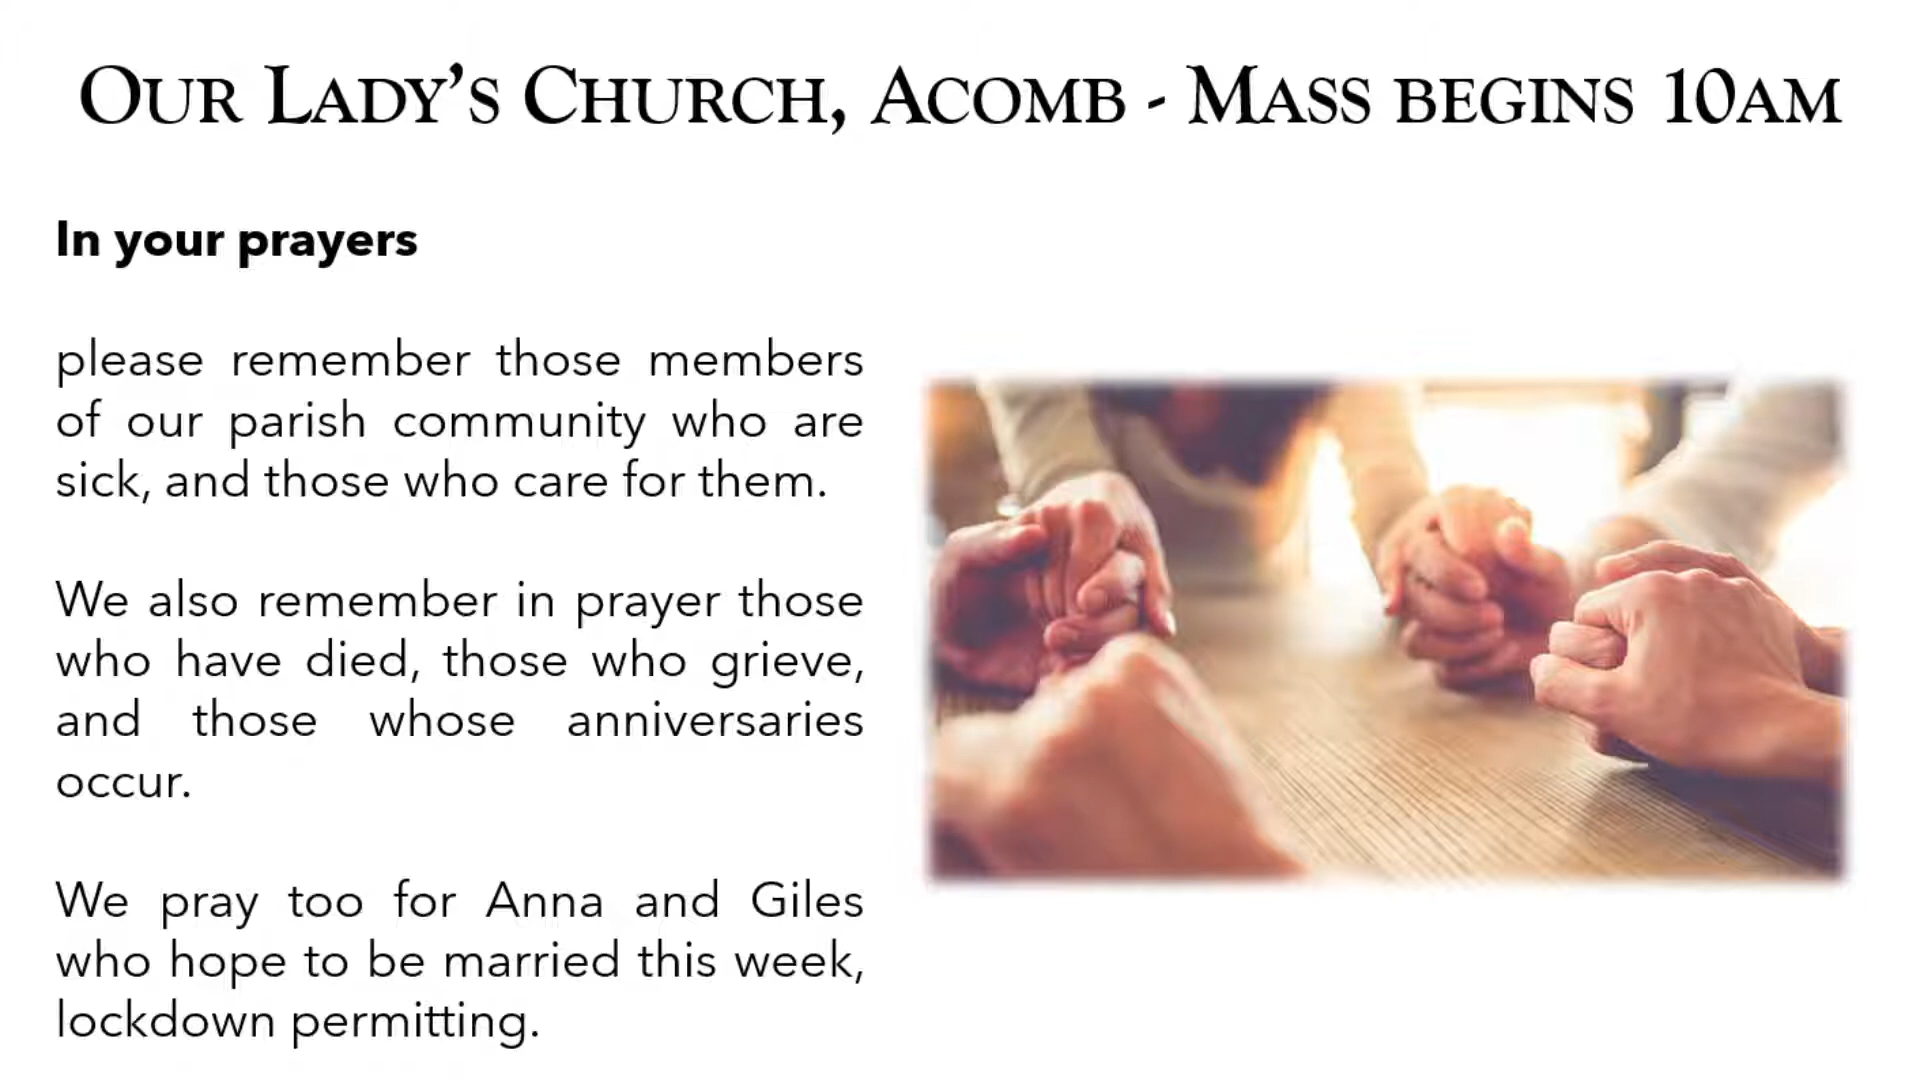 OUR LADY'S CHURCH, ACOMB - MASS BEGINS 10AM
In your prayers
please remember those members
of our parish community who are
sick, and those who care for them.
We also remember in prayer those
who have died, those who grieve,
and those whose anniversaries
occur.
We pray too for Anna and Giles
who hope to be married this week,
lockdown permitting.